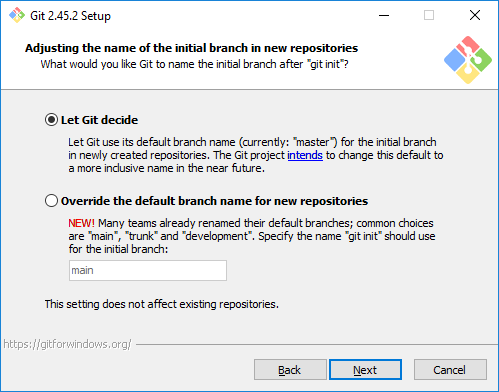 Git 2.45.2 Setup
Adjusting the name of the initial branch in new repositories
What would you like Git to name the initial branch after "git init"?
Let Git decide
Let Git use its default branch name (currently: "master") for the initial branch
in newly created repositories. The Git project intends to change this default to
a more inclusive name in the near future.
Override the default branch name for new repositories
NEW! Many teams already renamed their default branches; common choices
are "main", "trunk" and "development". Specify the name "git init" should use
for the initial branch:
main
This setting does not affect existing repositories.
https://gitforwindows.org/
Back Next Cancel